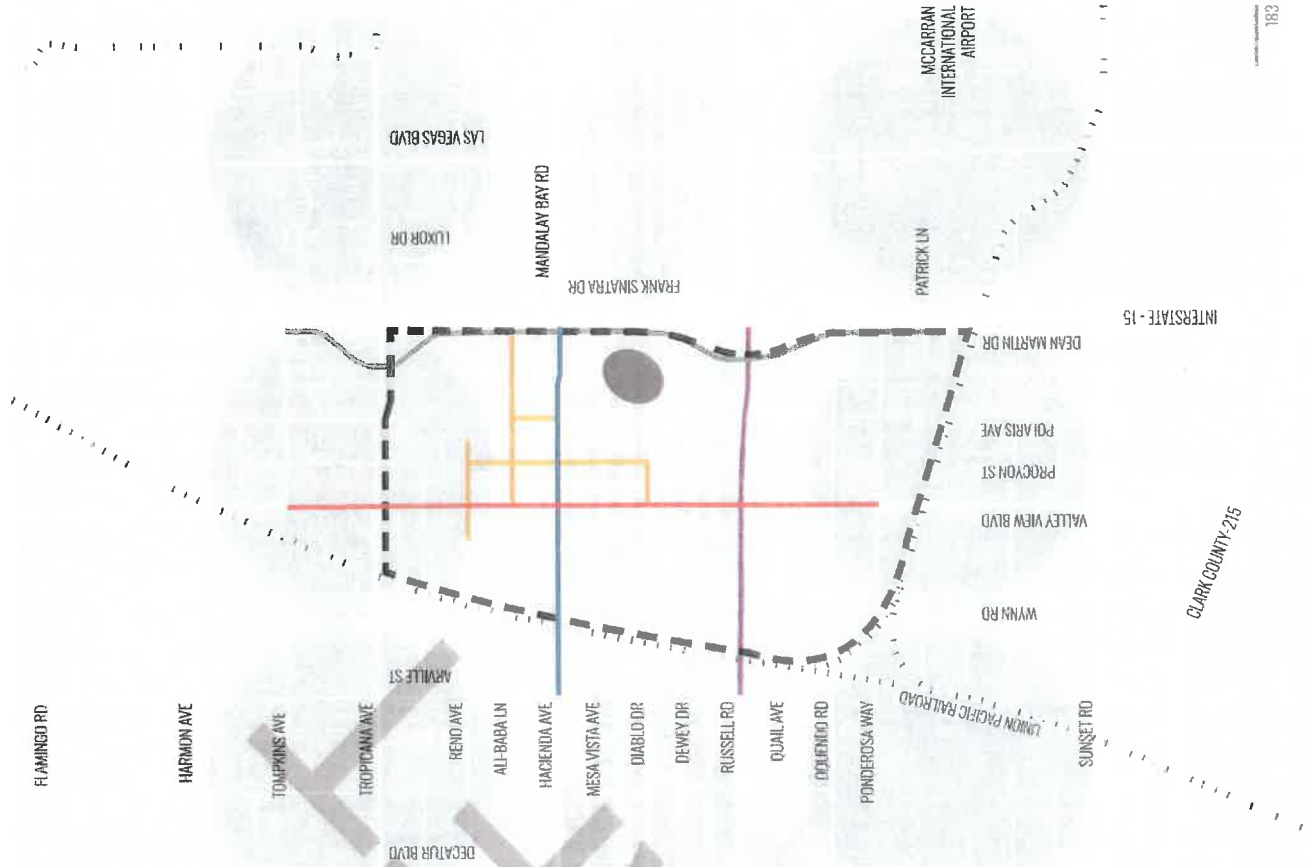 FLAMINGO RD
HARMON AVE
TOMPKINS AVE
TROPICANA AVE
RENO AVE
ALI-BABA LN
HACIENDA AVE
MESA VISTA AVE
DIABLO DR
DEWEY DR
RUSSELL RD
QUAIL AVE
OQUENDO RD
PONDEROSA WAY
SUNSET RD
DECATUR BLVD
ARVILLE ST
UNION PACIFIC RAILROAD
WYNN RD
VALLEY VIEW BLVD
PROCYON ST
POLARIS AVE
DEAN MARTIN DR
INTERSTATE - 15
CLARK COUNTY-215
FRANK SINATRA DR
LUXOR DR
LAS VEGAS BLVD
MANDALAY BAY RD
PATRICK LN
MCCARRAN
INTERNATIONAL
AIRPORT
183